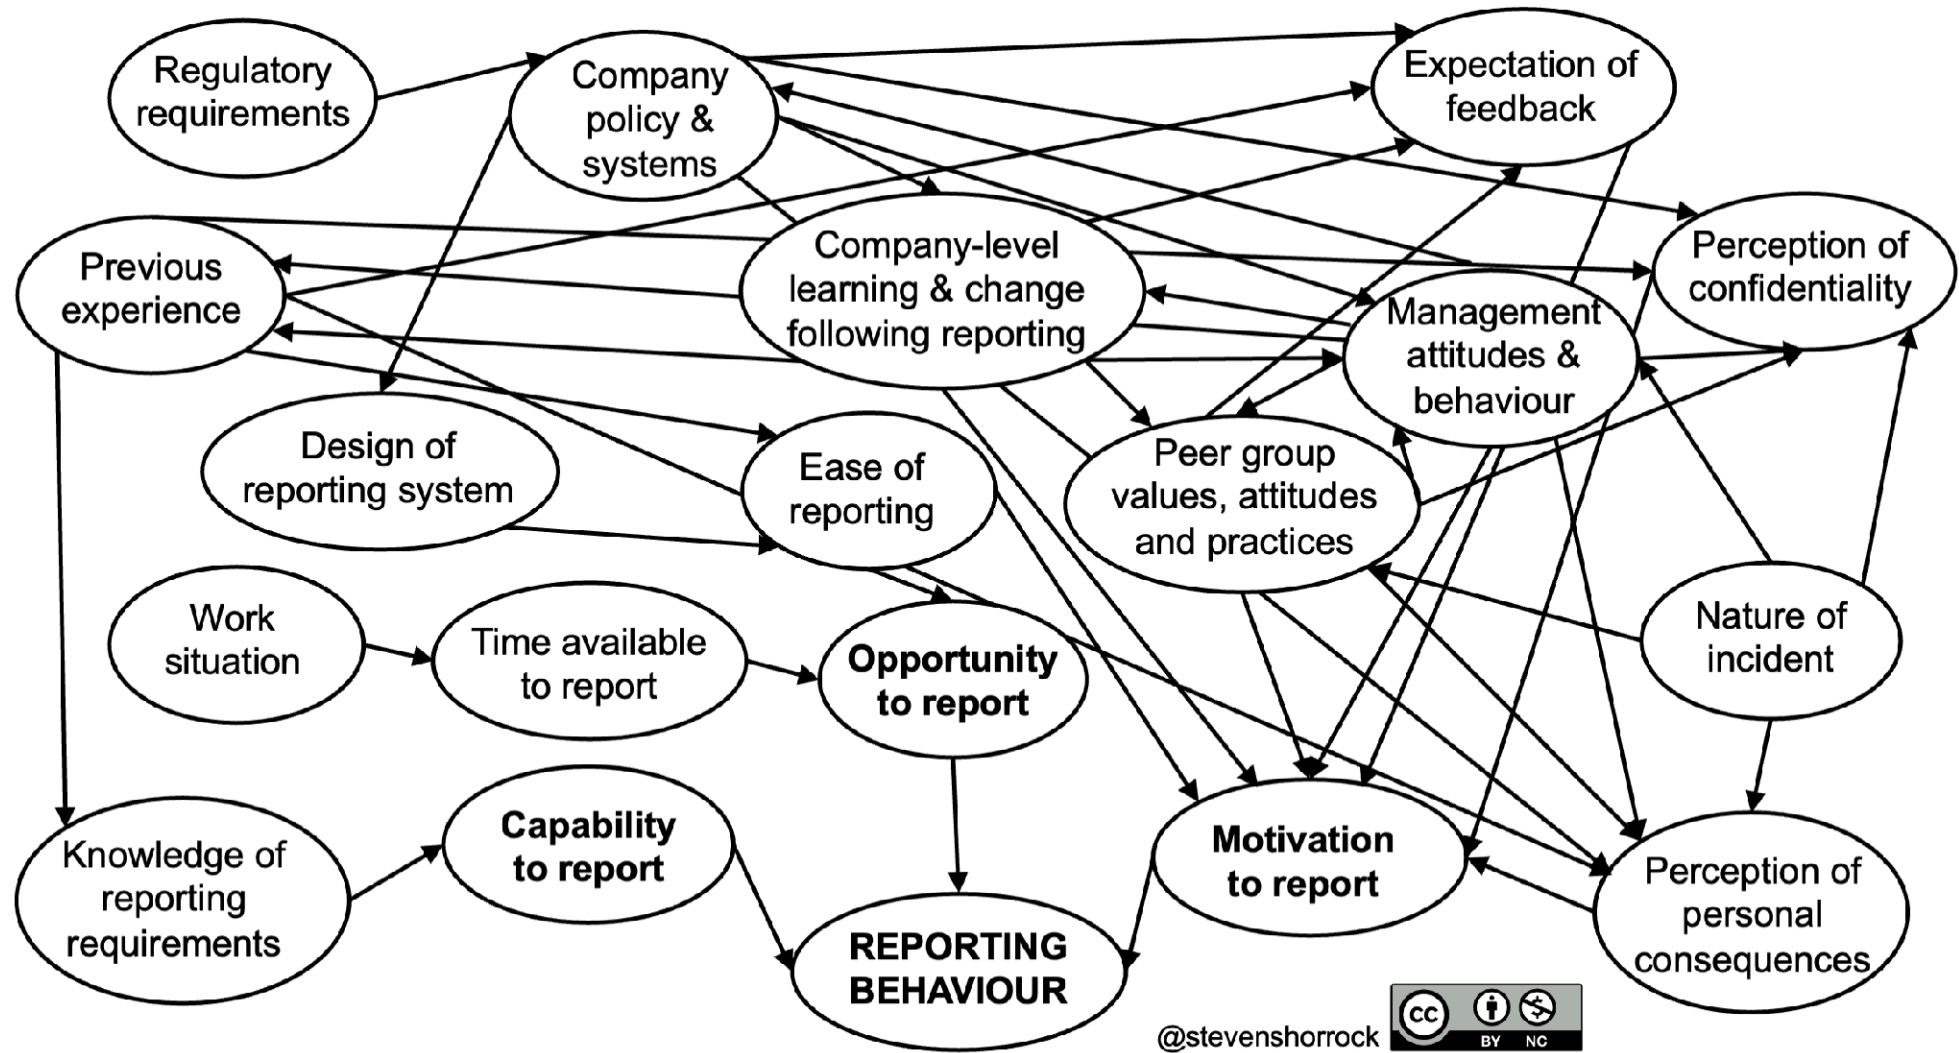 Regulatory
requirements
Company
policy &
systems
Expectation of
feedback
Previous
experience
Company-level
learning & change
following reporting
Management
attitudes &
behaviour
Perception of
confidentiality
Design of
reporting system
Ease of
reporting
Peer group
values, attitudes
and practices
Work
situation
Time available
to report
Opportunity
to report
Nature of
incident
Knowledge of
reporting
requirements
Capability
to report
Motivation
to report
Perception of
personal
consequences
REPORTING
BEHAVIOUR
@stevenshorrock
cc
BY NC